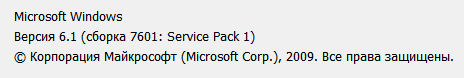 Microsoft Windows
Версия 6.1 (сборка 7601: Service Pack 1)
© Корпорация Майкрософт (Microsoft Corp.), 2009. Все права защищены.